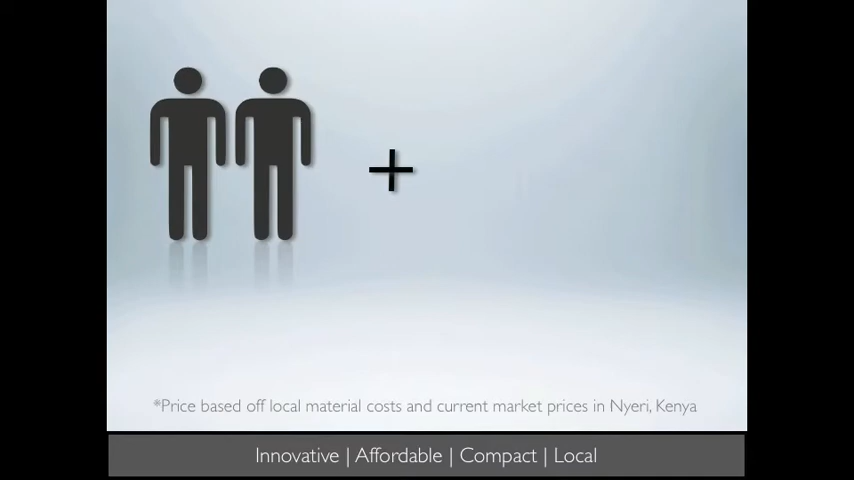 +
*Price based off local material costs and current market prices in Nyeri, Kenya
Innovative | Affordable | Compact | Local